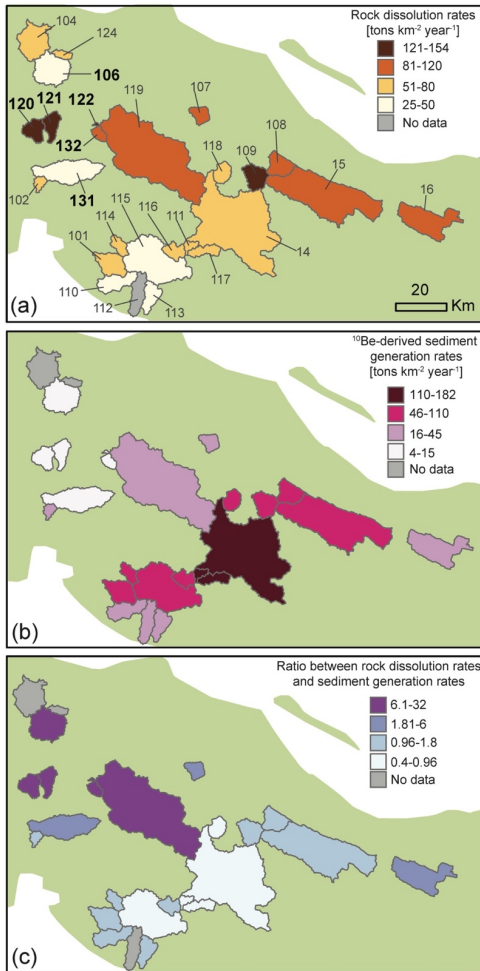 104
124
106
Rock dissolution rates
[tons km⁻² year⁻¹]
121-154
81-120
51-80
25-50
No data
120
121
122
119
107
132
118
109
108
15
16
102
131
115
116
111
114
101
14
117
110
112
113
20
Km
(a)
¹⁰Be-derived sediment
generation rates
[tons km⁻² year⁻¹]
110-182
46-110
16-45
4-15
No data
(b)
Ratio between rock dissolution rates
and sediment generation rates
6.1-32
1.81-6
0.96-1.8
0.4-0.96
No data
(c)